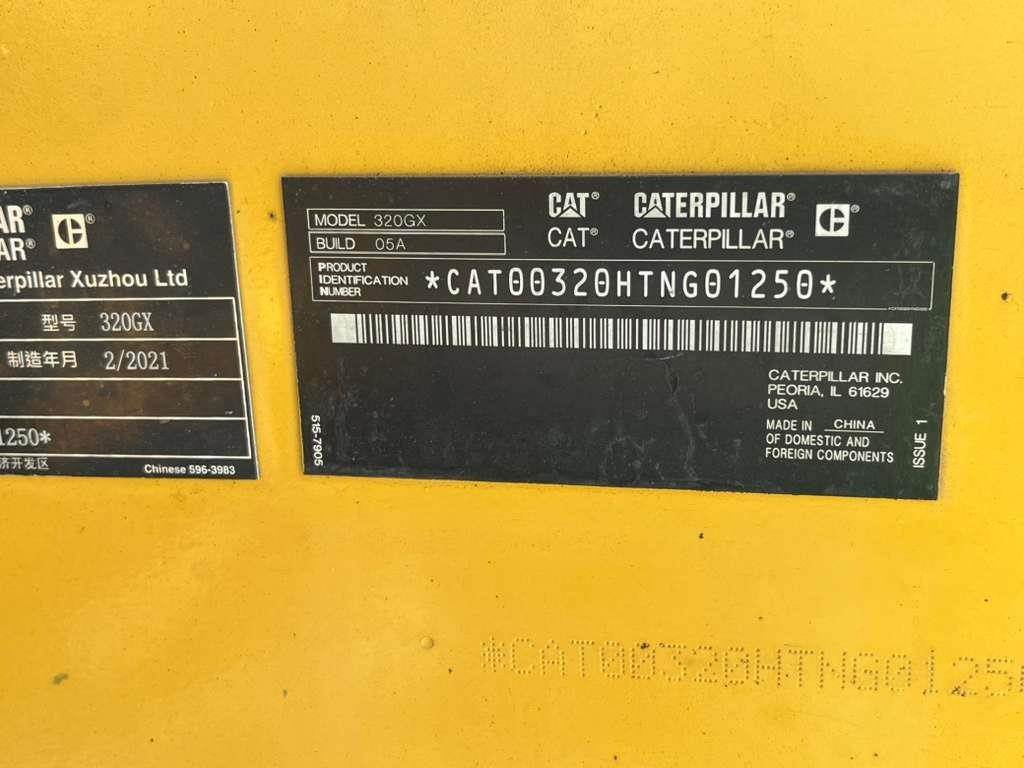 AR®
AR®
erpillar Xuzhou Ltd
型号 320GX
制造年月 2/2021
1250*
济开发区
Chinese 596-3983
MODEL 320GX
BUILD 05A
CAT® CATERPILLAR®
CAT® CATERPILLAR®
PRODUCT IDENTIFICATION NUMBER *CAT00320HTNG01250*
CATERPILLAR INC.
PEORIA, IL 61629
USA
MADE IN CHINA
OF DOMESTIC AND
FOREIGN COMPONENTS
515-7905
ISSUE 1
*CAT00320HTNG0125